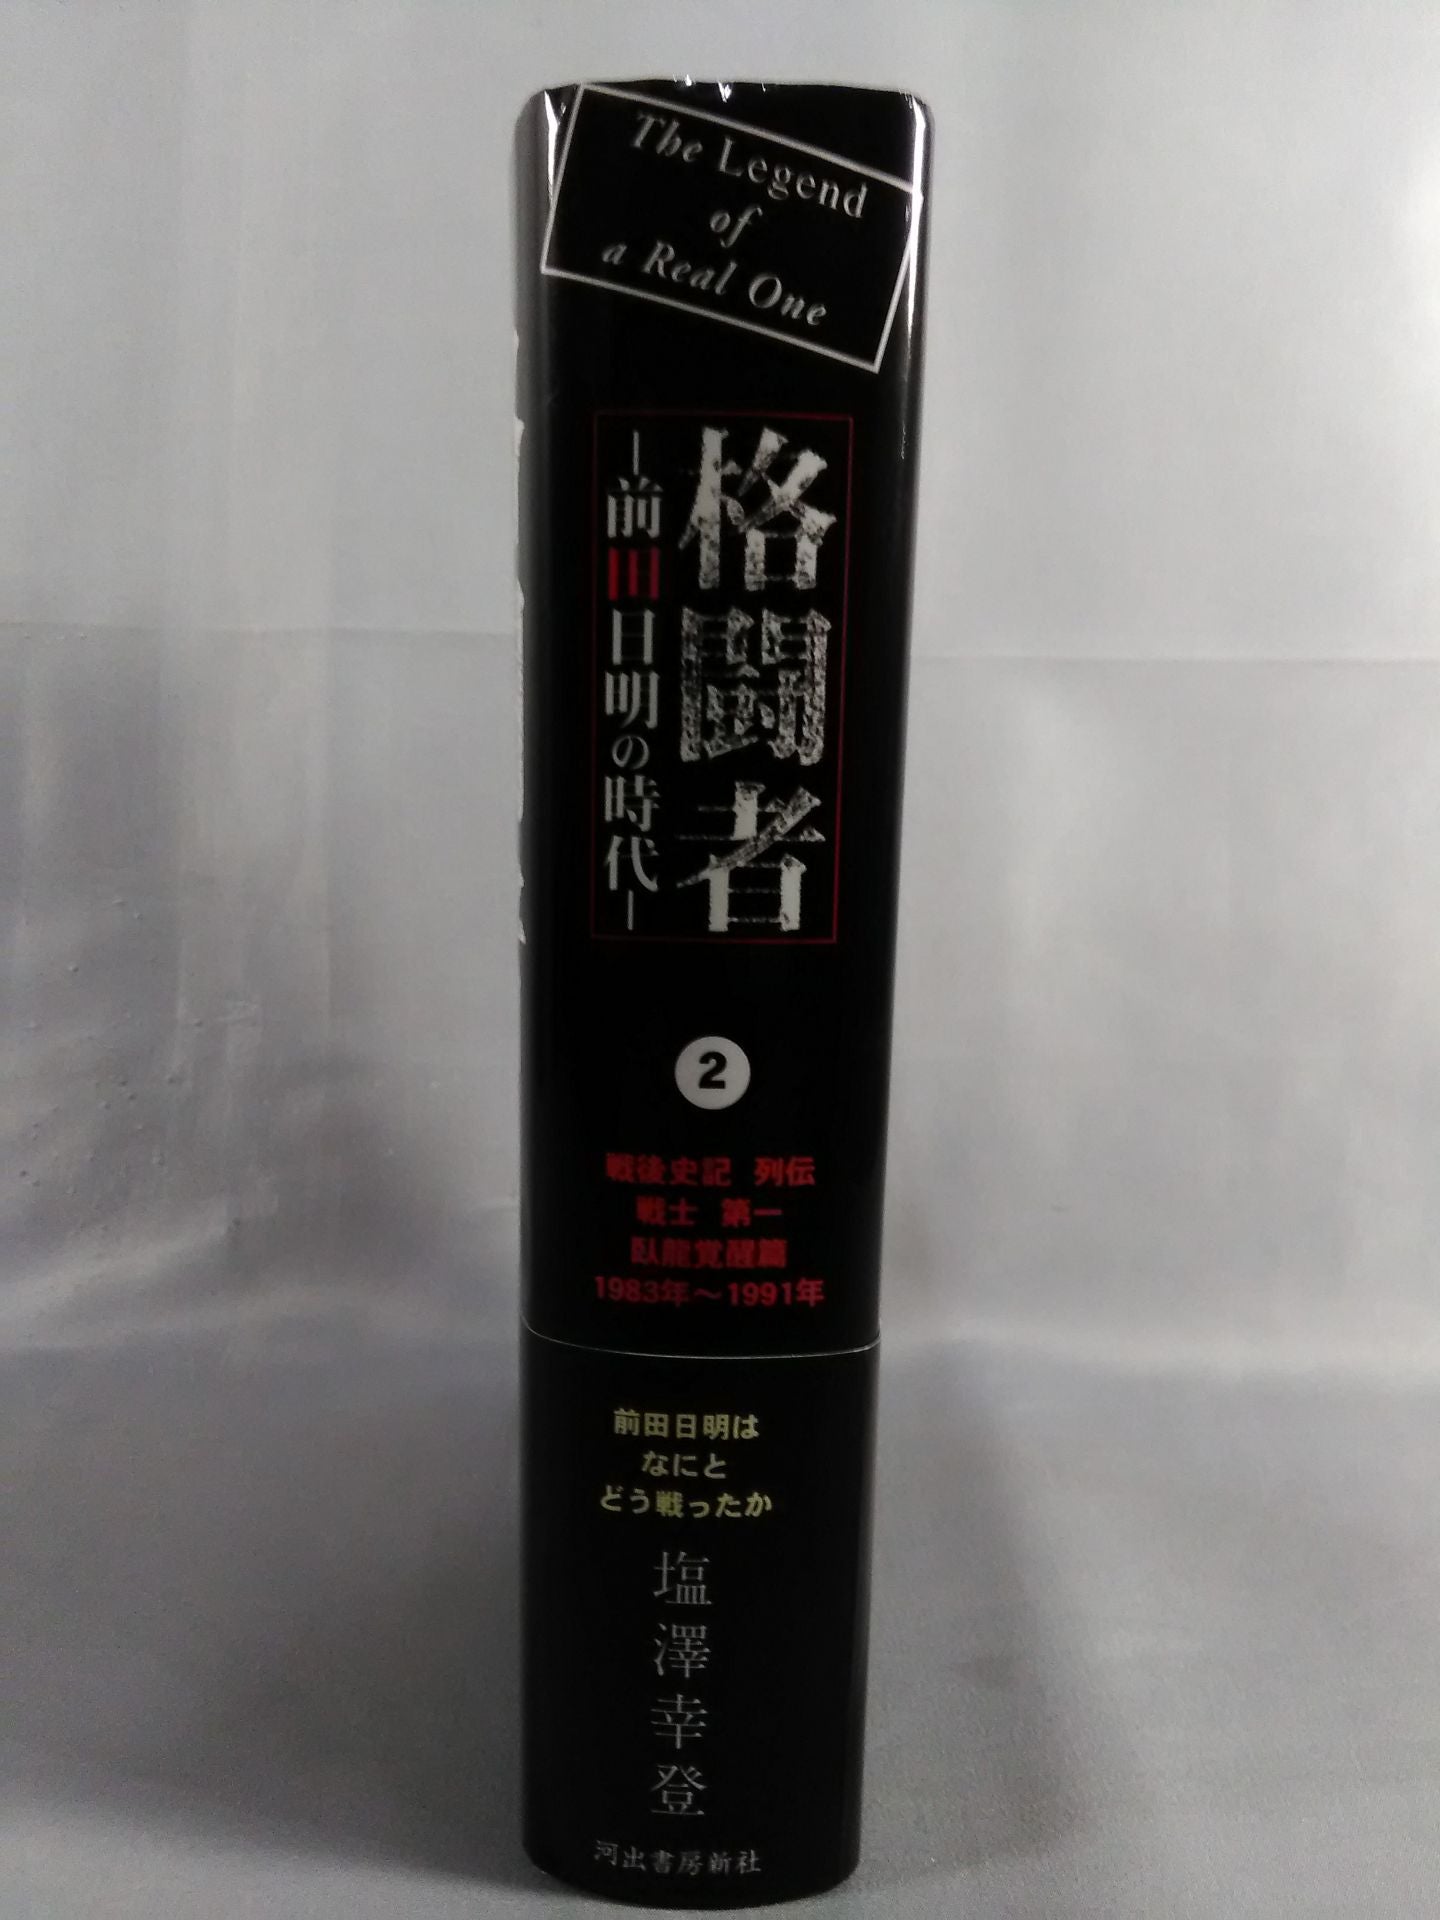 The Legend
of
a Real One
格闘者
―前田日明の時代―
2
戦後史記 列伝
戦士 第一
臥龍覚醒篇
1983年～1991年
前田日明は
なにと
どう戦ったか
塩澤幸登
河出書房新社